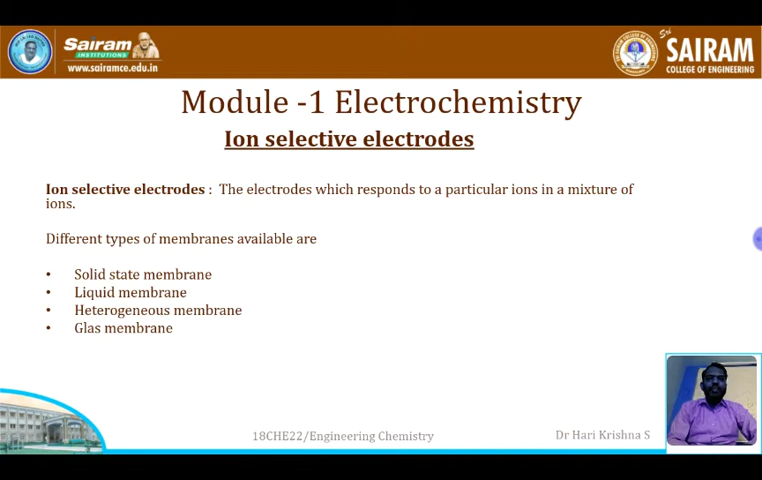 Sairam
INSTITUTIONS
www.sairamce.edu.in
Sri
SAIRAM
COLLEGE OF ENGINEERING
Module -1 Electrochemistry
Ion selective electrodes
Ion selective electrodes : The electrodes which responds to a particular ions in a mixture of
ions.
Different types of membranes available are
• Solid state membrane
• Liquid membrane
• Heterogeneous membrane
• Glas membrane
18CHE22/Engineering Chemistry
Dr Hari Krishna S